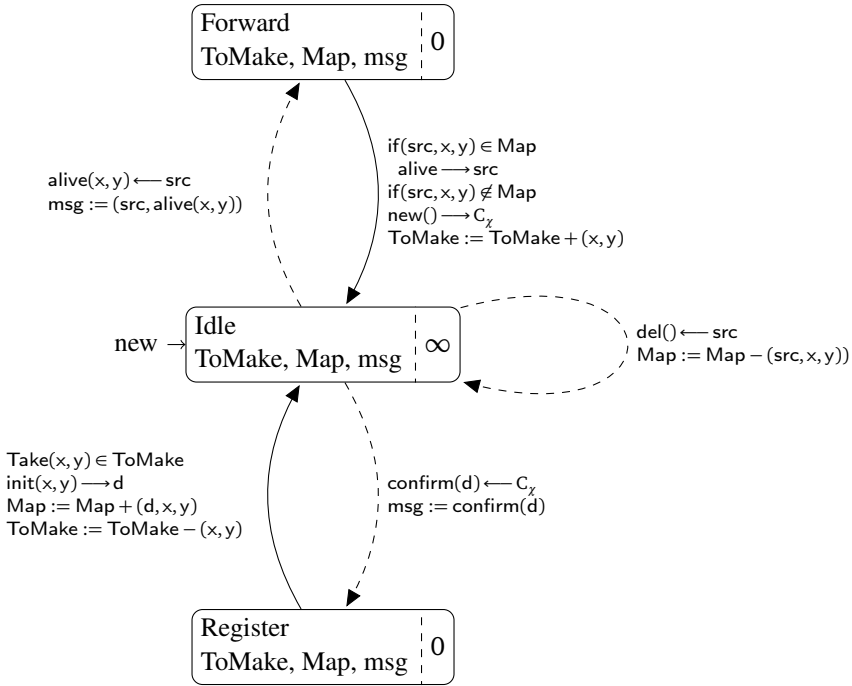 Forward
ToMake, Map, msg
0
alive(x, y) ⟵ src
msg := (src, alive(x, y))
if(src, x, y) ∈ Map
alive ⟶ src
if(src, x, y) ∉ Map
new() ⟶ Cχ
ToMake := ToMake + (x, y)
new
Idle
ToMake, Map, msg
∞
del() ⟵ src
Map := Map − (src, x, y))
Take(x, y) ∈ ToMake
init(x, y) ⟶ d
Map := Map + (d, x, y)
ToMake := ToMake − (x, y)
confirm(d) ⟵ Cχ
msg := confirm(d)
Register
ToMake, Map, msg
0